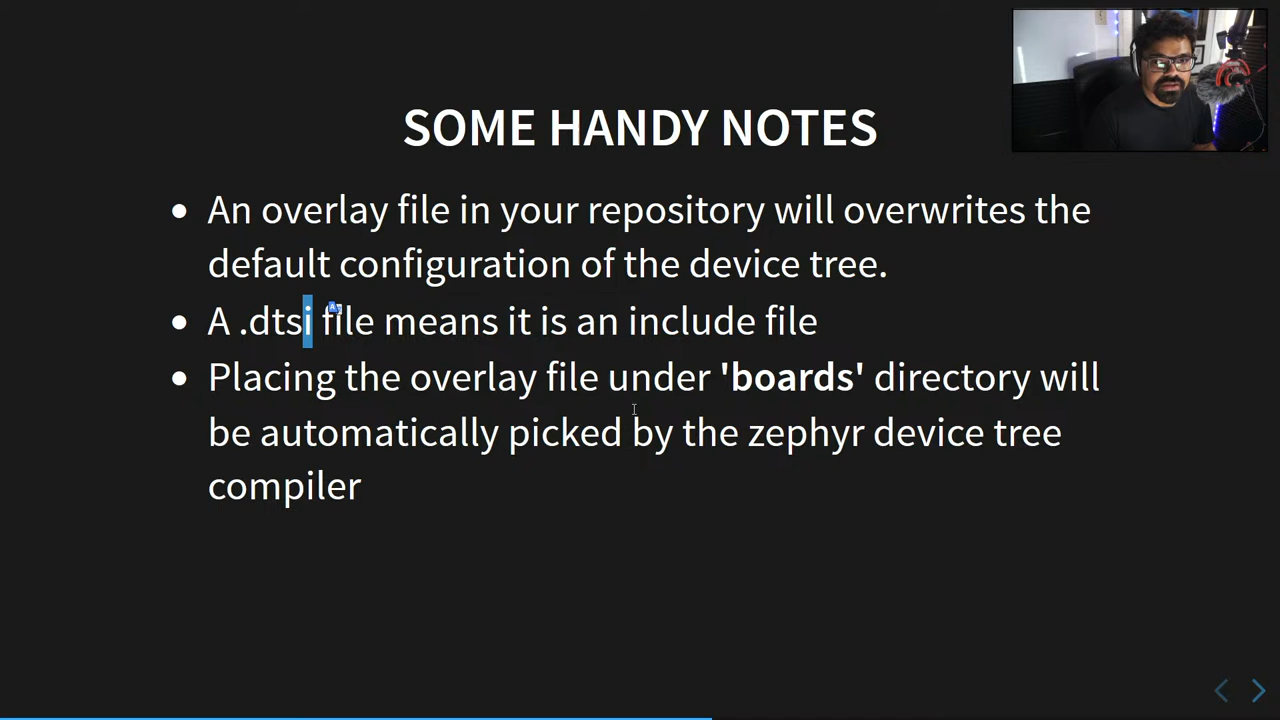 SOME HANDY NOTES
An overlay file in your repository will overwrites the
default configuration of the device tree.
A .dtsi file means it is an include file
Placing the overlay file under 'boards' directory will
be automatically picked by the zephyr device tree
compiler